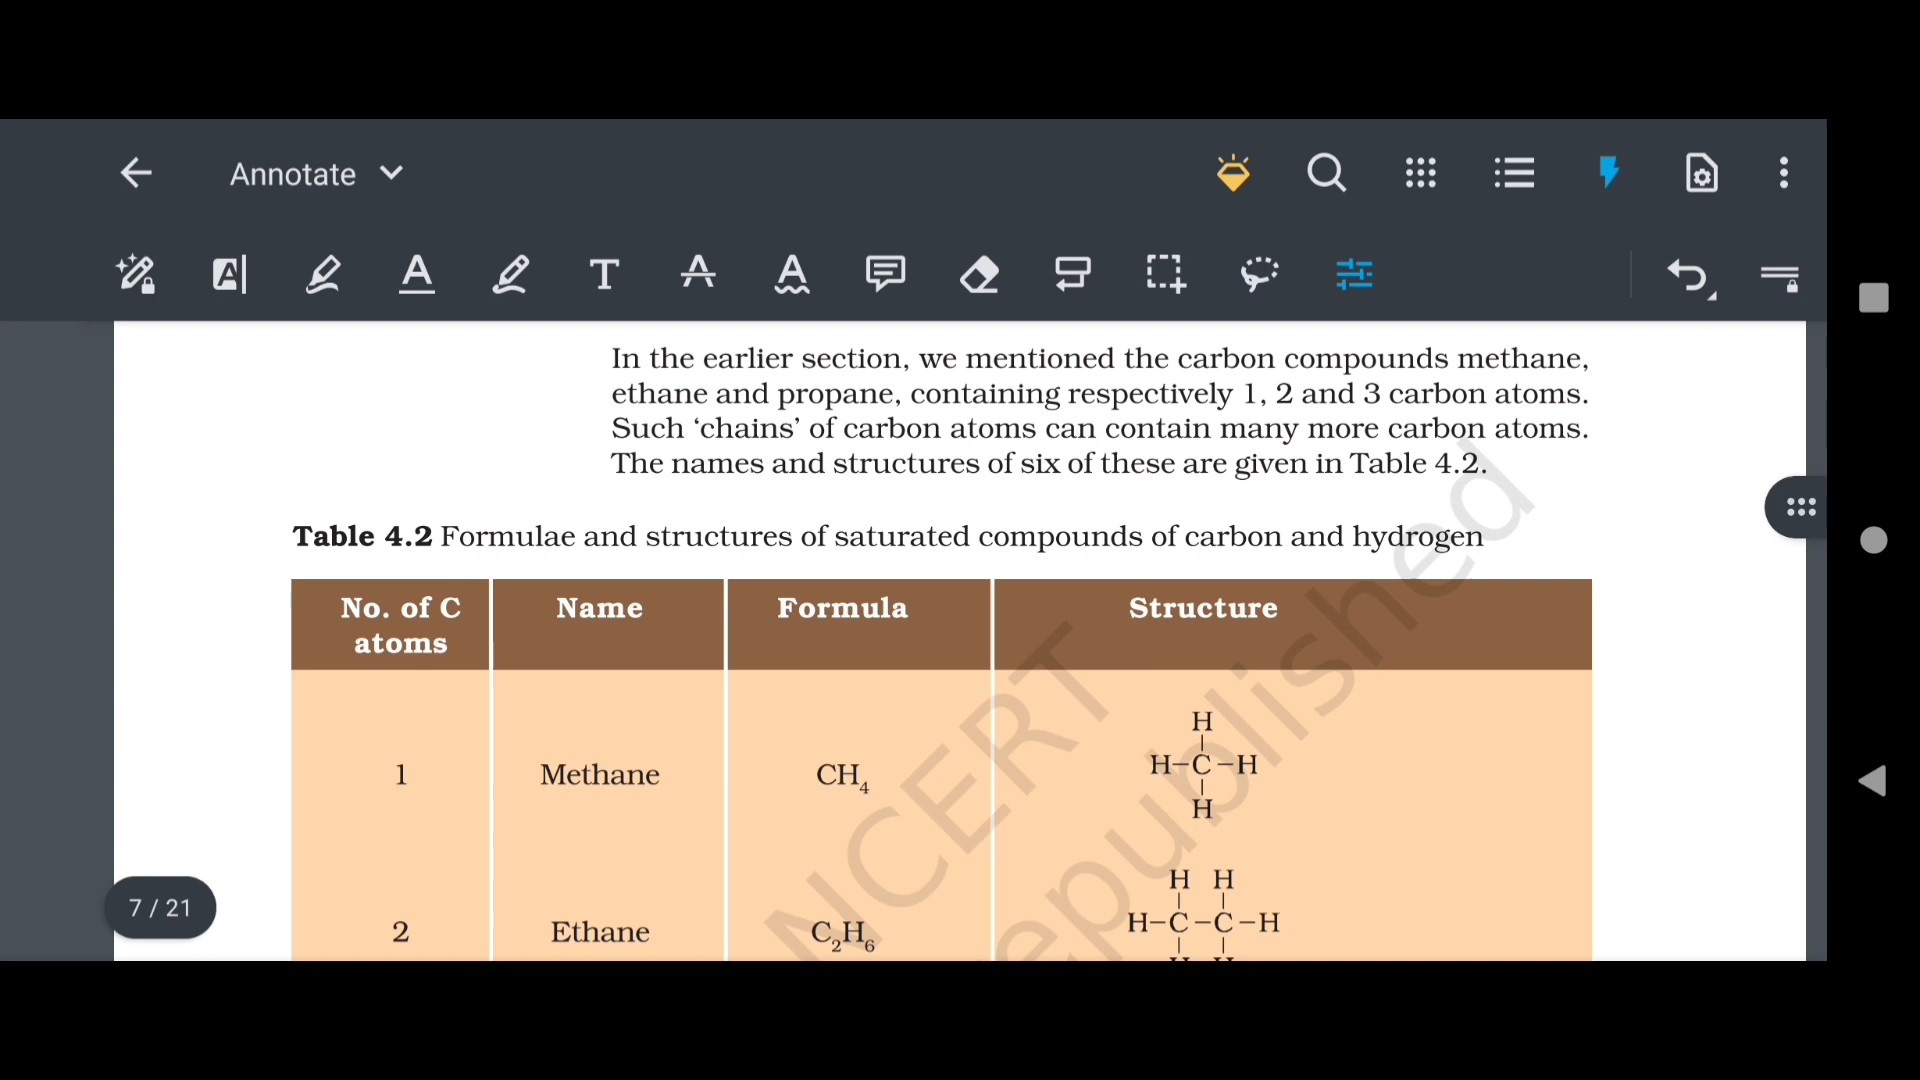 Annotate
In the earlier section, we mentioned the carbon compounds methane,
ethane and propane, containing respectively 1, 2 and 3 carbon atoms.
Such ‘chains’ of carbon atoms can contain many more carbon atoms.
The names and structures of six of these are given in Table 4.2.
Table 4.2 Formulae and structures of saturated compounds of carbon and hydrogen
No. of C atoms Name Formula Structure
H
1 Methane CH₄ H–C–H
H
H H
2 Ethane C₂H₆ H–C–C–H
7 / 21
NCERT
epublished